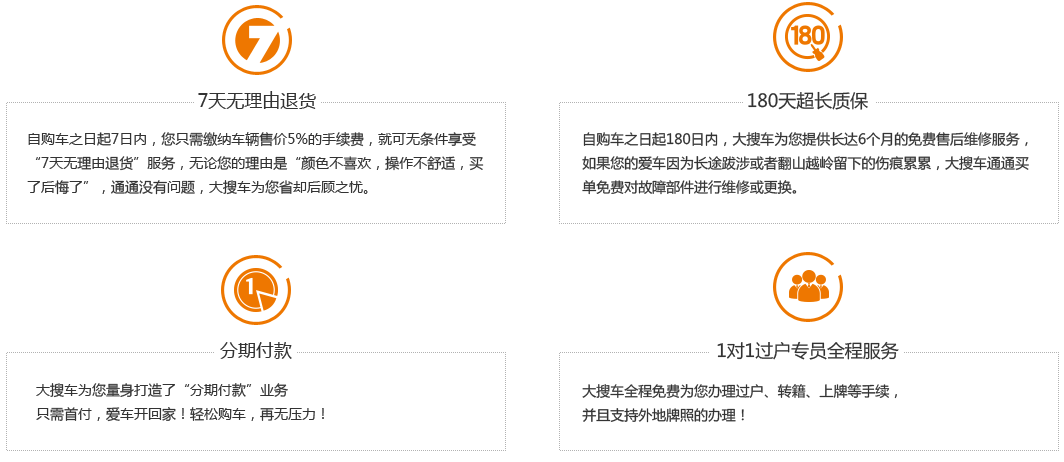 7
7天无理由退货
自购车之日起7日内，您只需缴纳车辆售价5%的手续费，就可无条件享受
“7天无理由退货”服务，无论您的理由是“颜色不喜欢，操作不舒适，买
了后悔了”，通通没有问题，大搜车为您省却后顾之忧。
180
180天超长质保
自购车之日起180日内，大搜车为您提供长达6个月的免费售后维修服务，
如果您的爱车因为长途跋涉或者翻山越岭留下的伤痕累累，大搜车通通买
单免费对故障部件进行维修或更换。
1
分期付款
大搜车为您量身打造了“分期付款”业务
只需首付，爱车开回家！轻松购车，再无压力！
1对1过户专员全程服务
大搜车全程免费为您办理过户、转籍、上牌等手续，
并且支持外地牌照的办理！